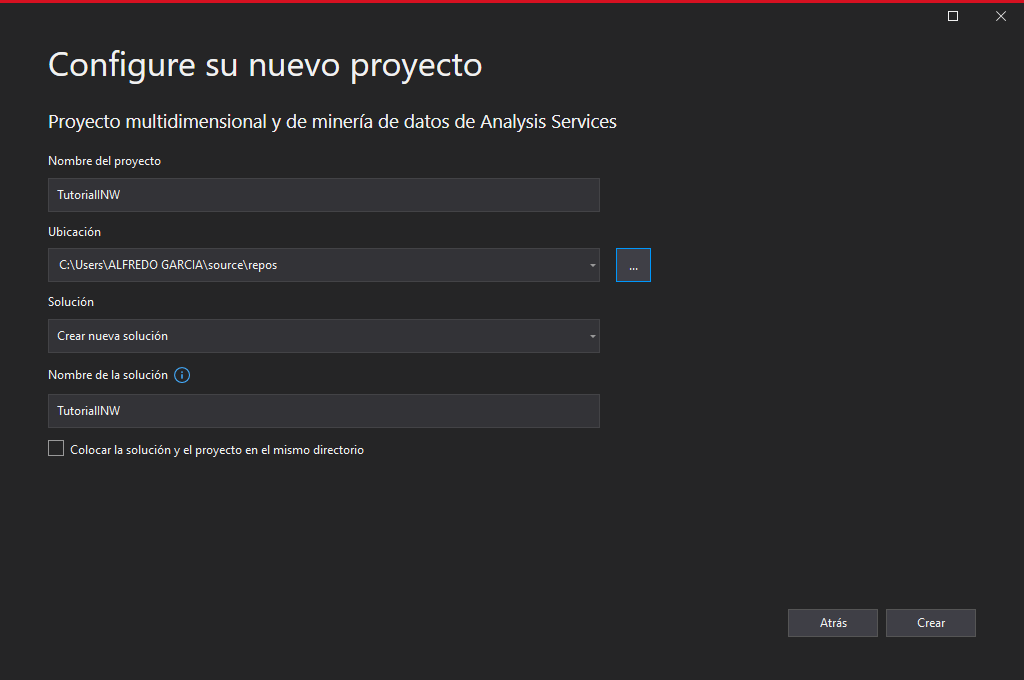 Configure su nuevo proyecto
Proyecto multidimensional y de minería de datos de Analysis Services
Nombre del proyecto
TutorialNW
Ubicación
C:\Users\ALFREDO GARCIA\source\repos
...
Solución
Crear nueva solución
Nombre de la solución
TutorialNW
Colocar la solución y el proyecto en el mismo directorio
Atrás
Crear